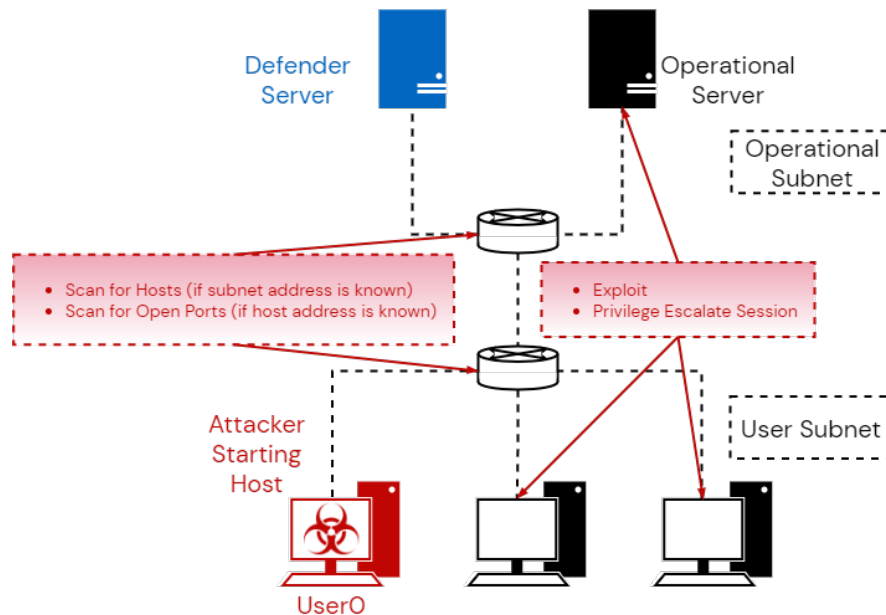 Defender
Server
Operational
Server
Operational
Subnet
• Scan for Hosts (if subnet address is known)
• Scan for Open Ports (if host address is known)
• Exploit
• Privilege Escalate Session
Attacker
Starting
Host
User Subnet
User0